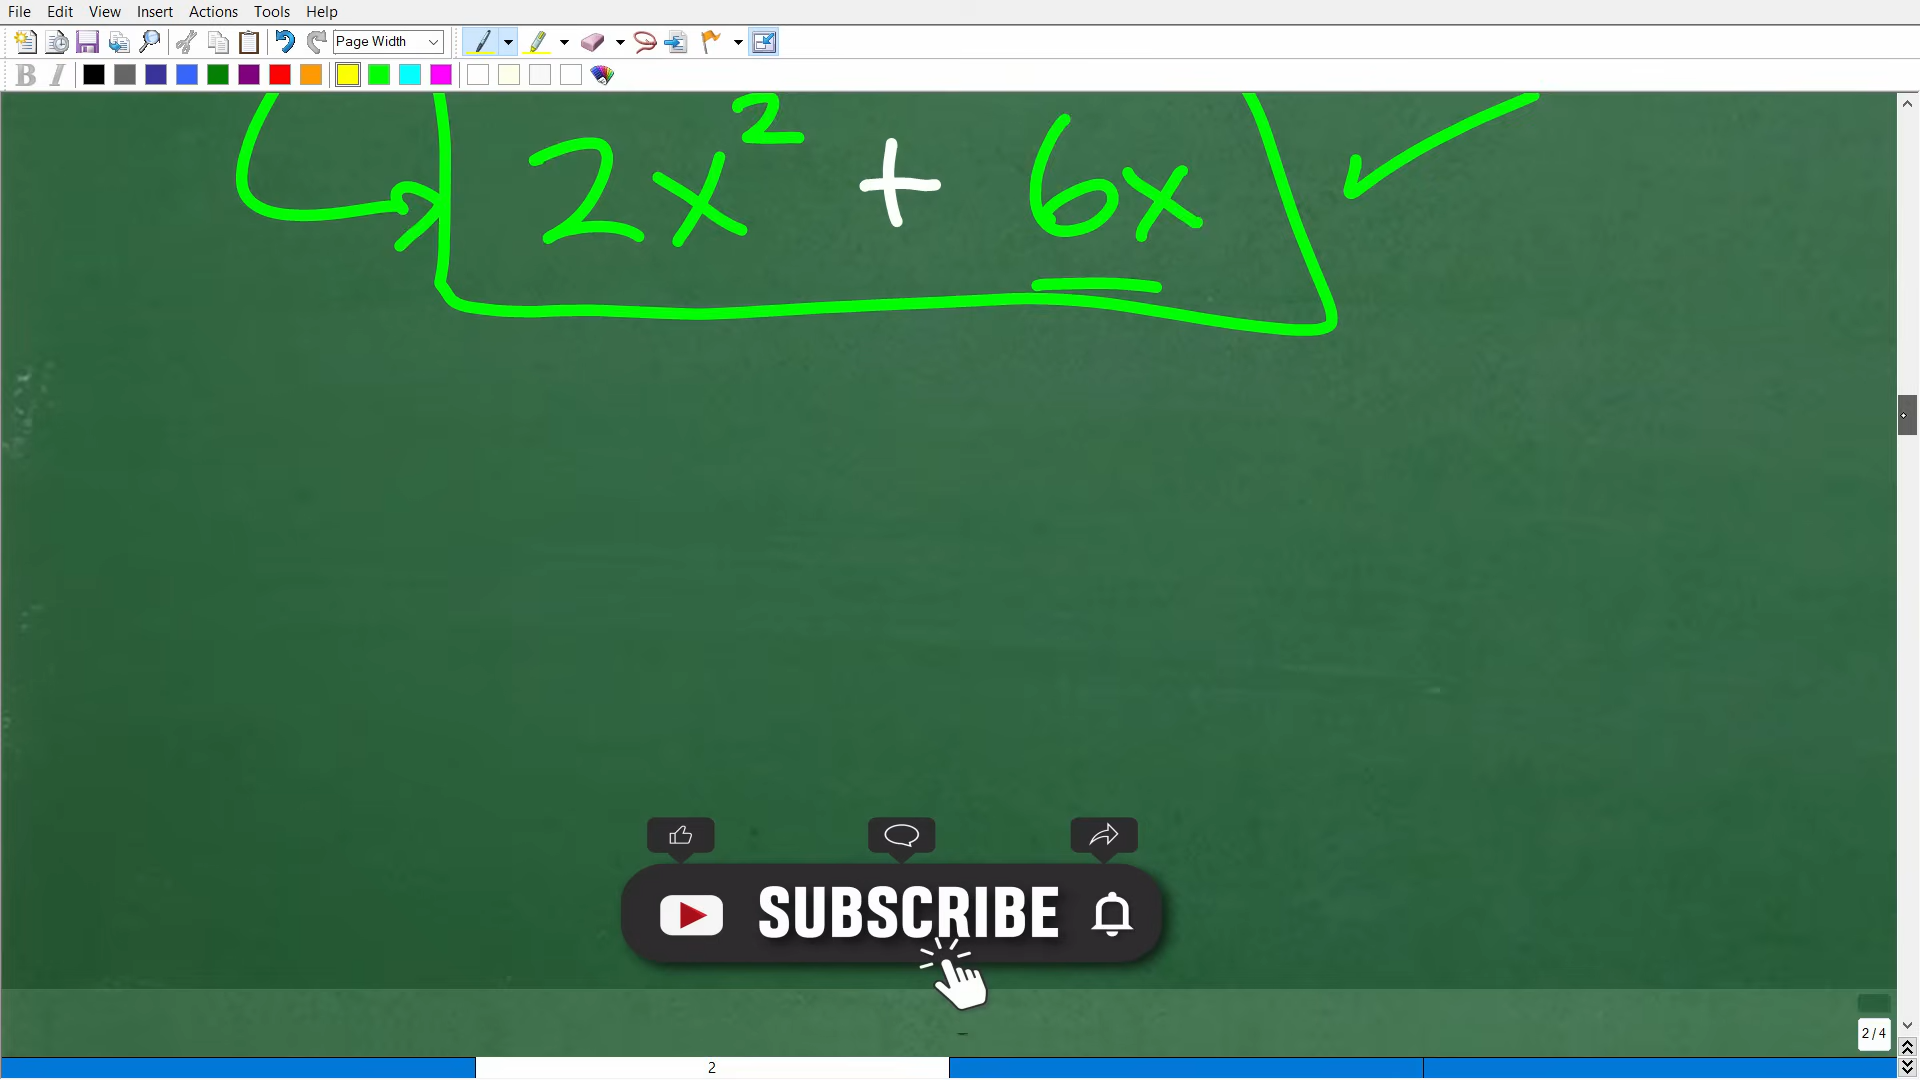 File Edit View Insert Actions Tools Help
Page Width
B I
2x² + 6x
SUBSCRIBE
2 / 4
2